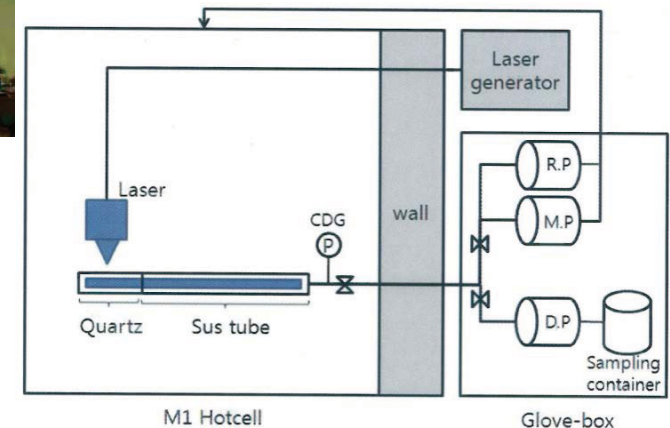 Laser
generator
Laser
CDG
P
wall
R.P
M.P
D.P
Quartz
Sus tube
Sampling
container
M1 Hotcell
Glove-box